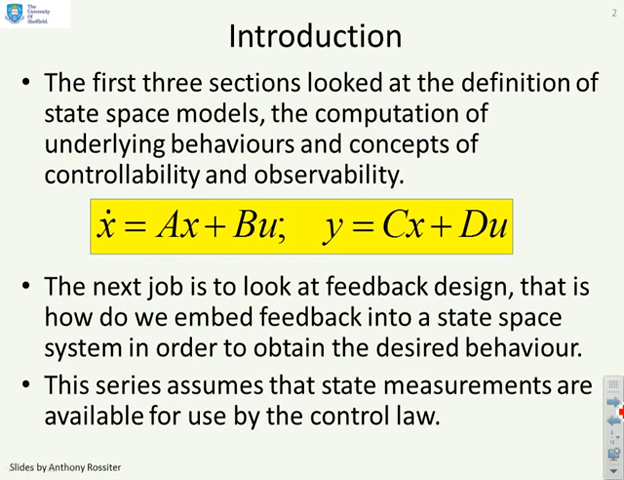 The
University
Of
Sheffield.
2
Introduction
• The first three sections looked at the definition of
state space models, the computation of
underlying behaviours and concepts of
controllability and observability.
ẋ = Ax + Bu; y = Cx + Du
• The next job is to look at feedback design, that is
how do we embed feedback into a state space
system in order to obtain the desired behaviour.
• This series assumes that state measurements are
available for use by the control law.
Slides by Anthony Rossiter